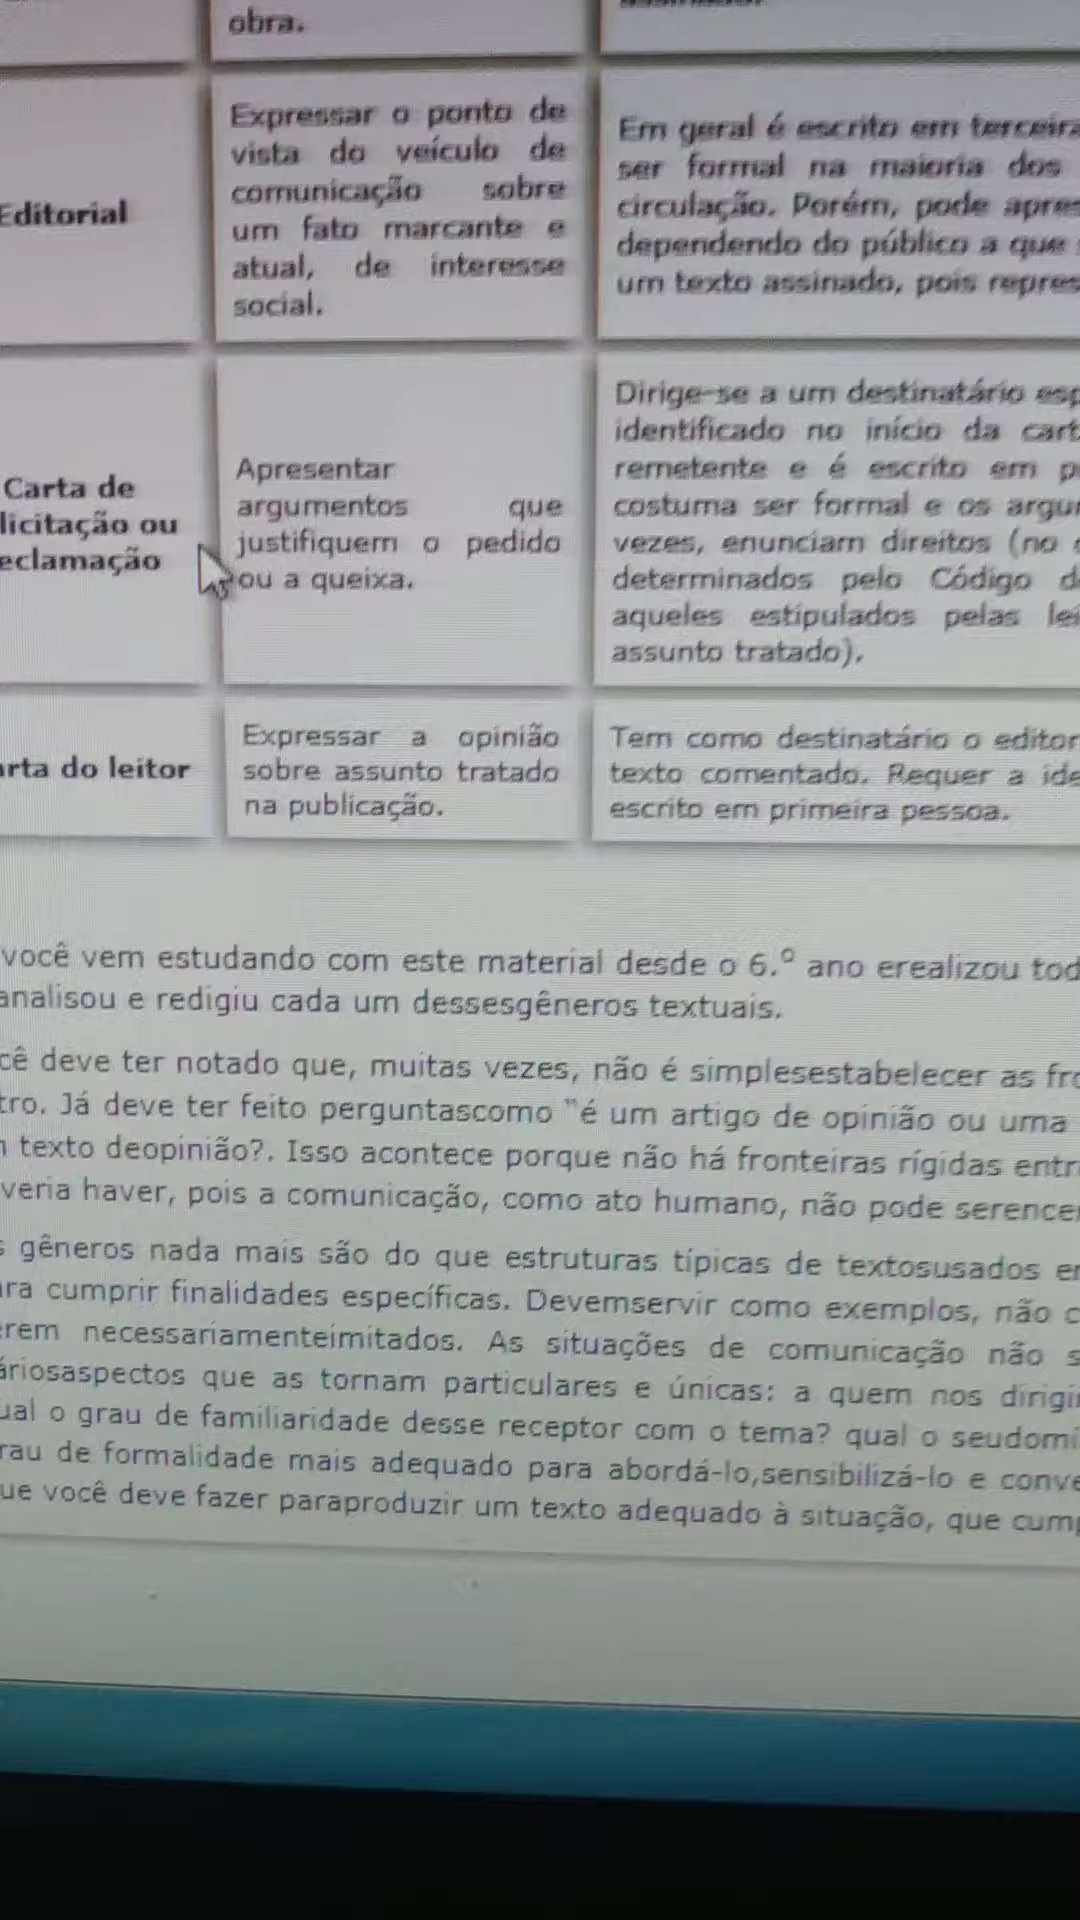 obra.
Editorial
Expressar o ponto de
vista do veículo de
comunicação sobre
um fato marcante e
atual, de interesse
social.
Em geral é escrito em terceira
ser formal na maioria dos
circulação. Porém, pode apres
dependendo do público a que
um texto assinado, pois repres
Carta de
licitação ou
eclamação
Apresentar
argumentos que
justifiquem o pedido
ou a queixa.
Dirige-se a um destinatário esp
identificado no início da cart
remetente e é escrito em p
costuma ser formal e os argu
vezes, enunciam direitos (no
determinados pelo Código d
aqueles estipulados pelas lei
assunto tratado).
arta do leitor
Expressar a opinião
sobre assunto tratado
na publicação.
Tem como destinatário o editor
texto comentado. Requer a ide
escrito em primeira pessoa.
você vem estudando com este material desde o 6.º ano erealizou tod
analisou e redigiu cada um dessesgêneros textuais.
cê deve ter notado que, muitas vezes, não é simplesestabelecer as fro
tro. Já deve ter feito perguntascomo "é um artigo de opinião ou uma
texto deopinião?. Isso acontece porque não há fronteiras rígidas entr
veria haver, pois a comunicação, como ato humano, não pode serence
s gêneros nada mais são do que estruturas típicas de textosusados e
ara cumprir finalidades específicas. Devemservir como exemplos, não c
erem necessariamenteimitados. As situações de comunicação não s
áriosaspectos que as tornam particulares e únicas: a quem nos dirigi
ual o grau de familiaridade desse receptor com o tema? qual o seudomí
rau de formalidade mais adequado para abordá-lo,sensibilizá-lo e conve
ue você deve fazer paraproduzir um texto adequado à situação, que cump